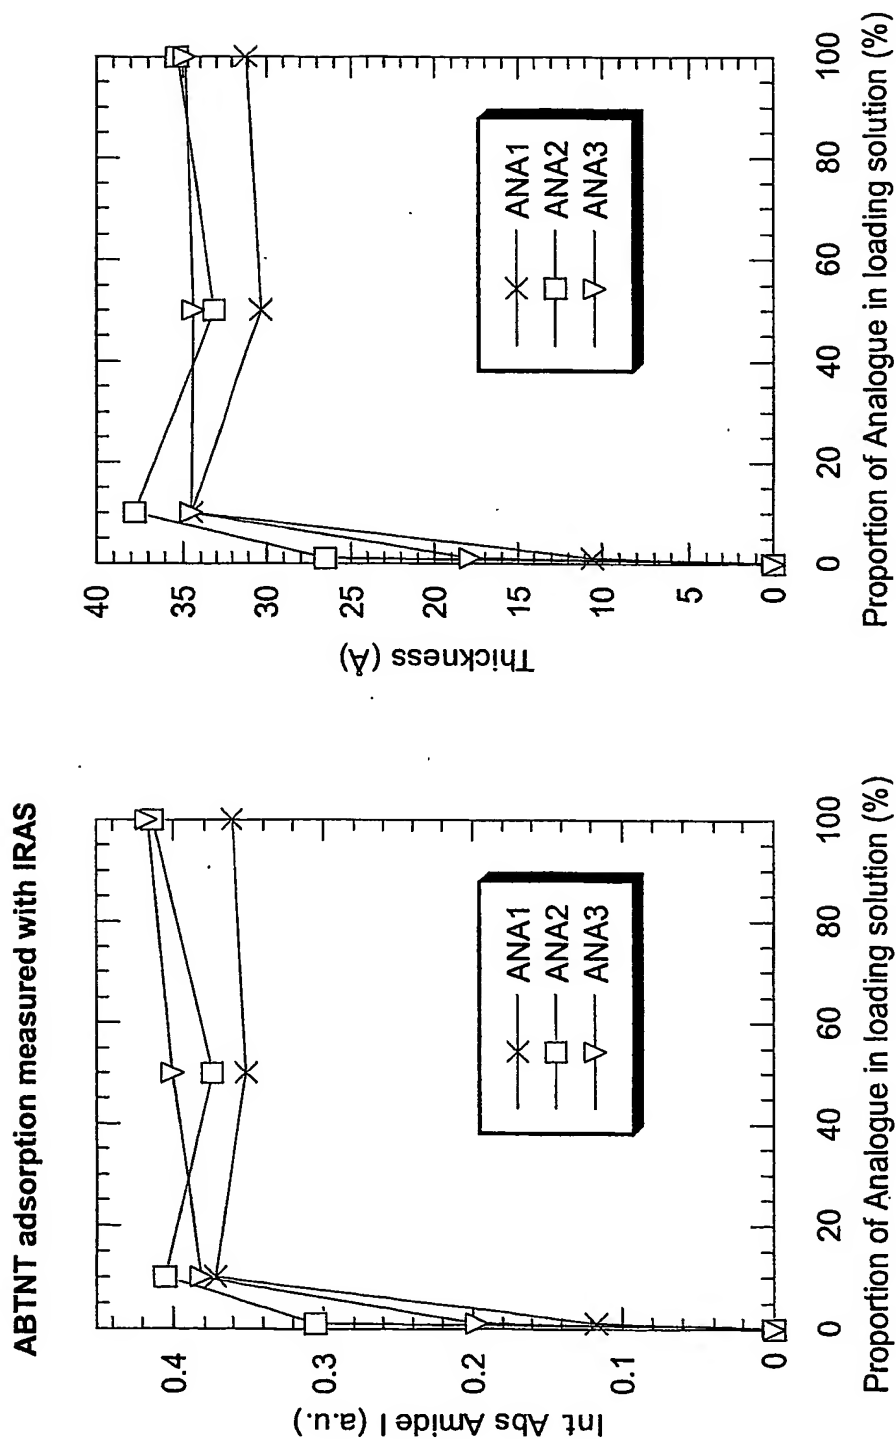 ABTNT adsorption measured with IRAS
Int. Abs Amide I (a.u.)
0.4
0.3
0.2
0.1
0
ANA1
ANA2
ANA3
0 20 40 60 80 100
Proportion of Analogue in loading solution (%)
Thickness (Å)
40
35
30
25
20
15
10
5
0
ANA1
ANA2
ANA3
0 20 40 60 80 100
Proportion of Analogue in loading solution (%)